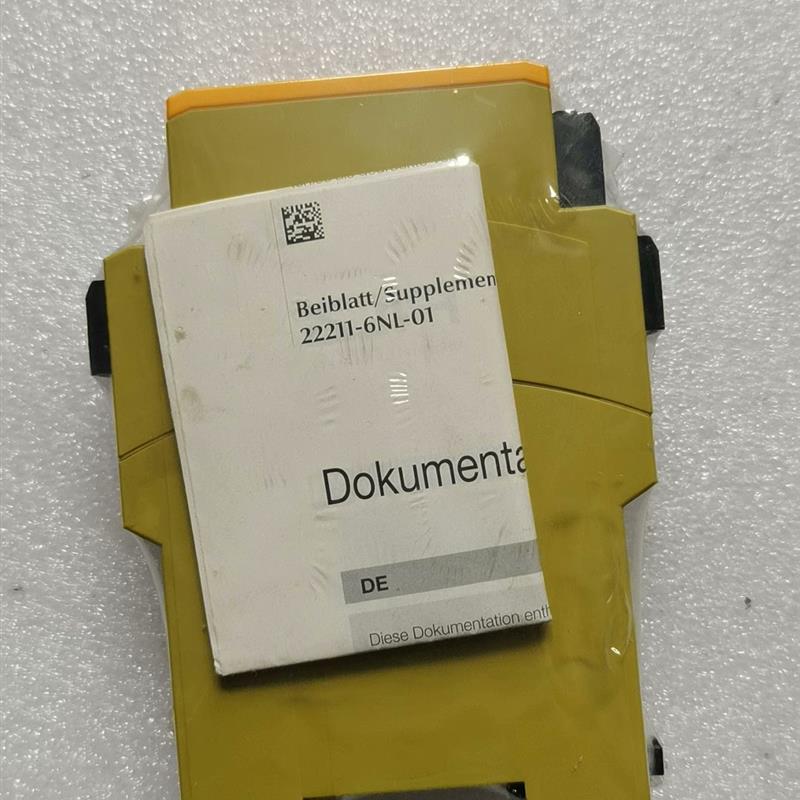 Beiblatt/Supplemen
22211-6NL-01
Dokumenta
DE
Diese Dokumentation enth